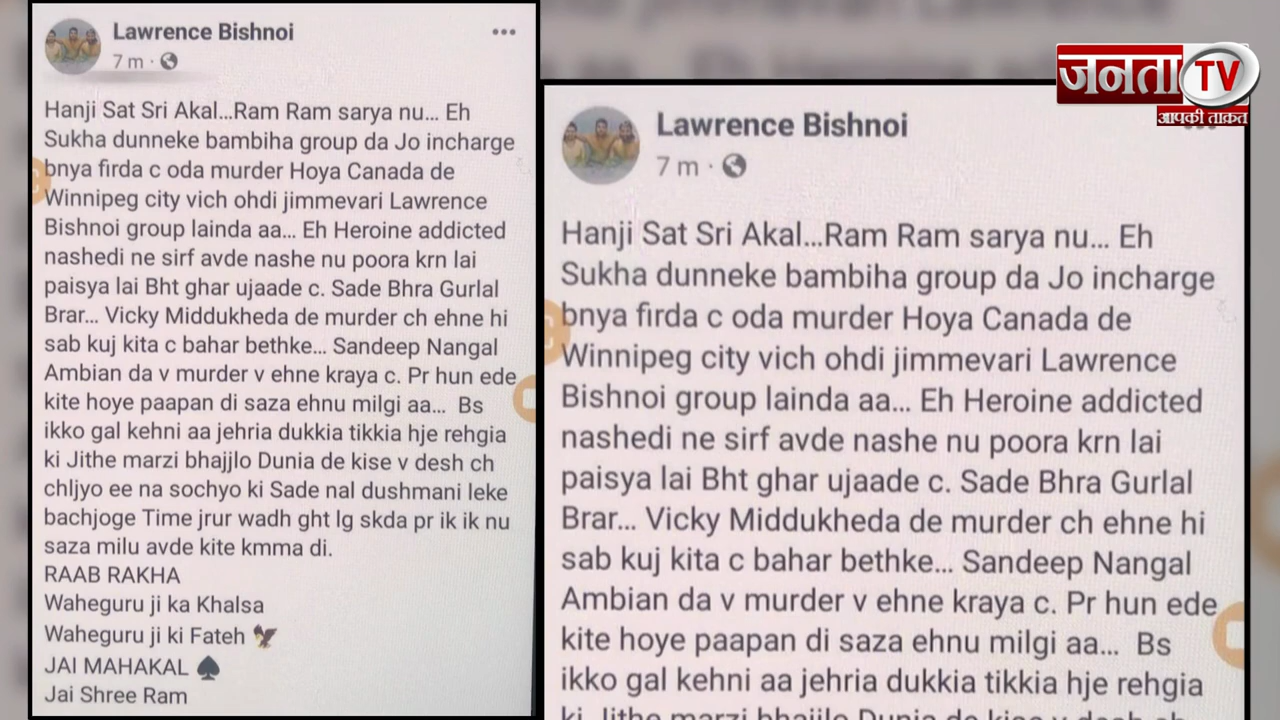 Lawrence Bishnoi
7 m ·
Hanji Sat Sri Akal...Ram Ram sarya nu... Eh
Sukha dunneke bambiha group da Jo incharge
bnya firda c oda murder Hoya Canada de
Winnipeg city vich ohdi jimmevari Lawrence
Bishnoi group lainda aa... Eh Heroine addicted
nashedi ne sirf avde nashe nu poora krn lai
paisya lai Bht ghar ujaade c. Sade Bhra Gurlal
Brar... Vicky Middukheda de murder ch ehne hi
sab kuj kita c bahar bethke... Sandeep Nangal
Ambian da v murder v ehne kraya c. Pr hun ede
kite hoye paapan di saza ehnu milgi aa... Bs
ikko gal kehni aa jehria dukkia tikkia hje rehgia
ki Jithe marzi bhajjlo Dunia de kise v desh ch
chljyo ee na sochyo ki Sade nal dushmani leke
bachjoge Time jrur wadh ght lg skda pr ik ik nu
saza milu avde kite kmma di.
RAAB RAKHA
Waheguru ji ka Khalsa
Waheguru ji ki Fateh 🦅
JAI MAHAKAL ♠
Jai Shree Ram
जनता TV
आपकी ताक़त
Lawrence Bishnoi
7 m ·
Hanji Sat Sri Akal...Ram Ram sarya nu... Eh
Sukha dunneke bambiha group da Jo incharge
bnya firda c oda murder Hoya Canada de
Winnipeg city vich ohdi jimmevari Lawrence
Bishnoi group lainda aa... Eh Heroine addicted
nashedi ne sirf avde nashe nu poora krn lai
paisya lai Bht ghar ujaade c. Sade Bhra Gurlal
Brar... Vicky Middukheda de murder ch ehne hi
sab kuj kita c bahar bethke... Sandeep Nangal
Ambian da v murder v ehne kraya c. Pr hun ede
kite hoye paapan di saza ehnu milgi aa... Bs
ikko gal kehni aa jehria dukkia tikkia hje rehgia
ki Jithe marzi bhajjlo Dunia de kise v desh ch